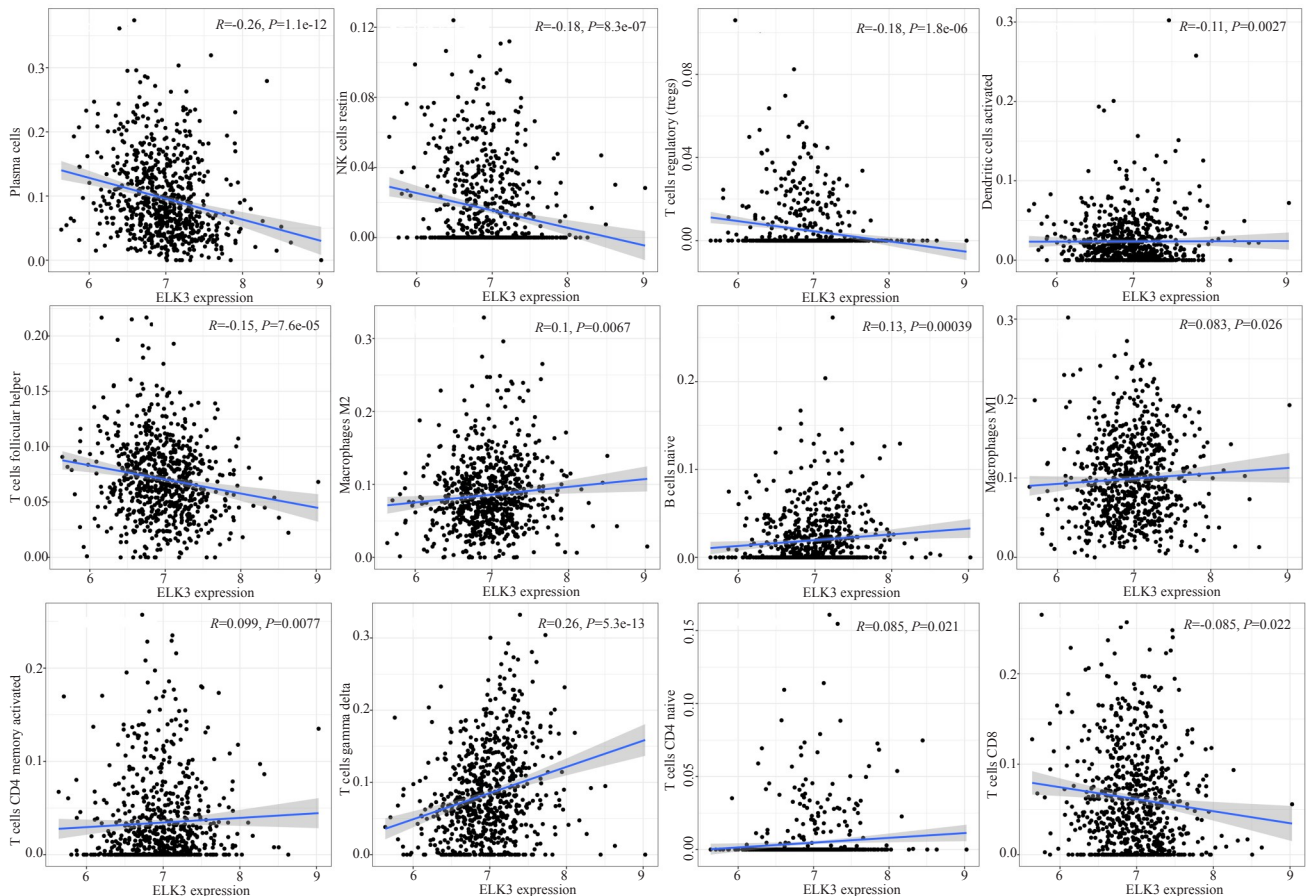 Plasma cells
R=-0.26, P=1.1e-12
0.3
0.2
0.1
0.0
6 7 8 9
ELK3 expression
NK cells restin
R=-0.18, P=8.3e-07
0.12
0.08
0.04
0.00
6 7 8 9
ELK3 expression
T cells regulatory (tregs)
R=-0.18, P=1.8e-06
0.08
0.04
0.00
6 7 8 9
ELK3 expression
Dendritic cells activated
R=-0.11, P=0.0027
0.3
0.2
0.1
0.0
6 7 8 9
ELK3 expression
T cells follicular helper
R=-0.15, P=7.6e-05
0.20
0.15
0.10
0.05
0.00
6 7 8 9
ELK3 expression
Macrophages M2
R=0.1, P=0.0067
0.3
0.2
0.1
0.0
6 7 8 9
ELK3 expression
B cells naive
R=0.13, P=0.00039
0.2
0.1
0.0
6 7 8 9
ELK3 expression
Macrophages M1
R=0.083, P=0.026
0.3
0.2
0.1
0.0
6 7 8 9
ELK3 expression
T cells CD4 memory activated
R=0.099, P=0.0077
0.2
0.1
0.0
6 7 8 9
ELK3 expression
T cells gamma delta
R=0.26, P=5.3e-13
0.3
0.2
0.1
0.0
6 7 8 9
ELK3 expression
T cells CD4 naive
R=0.085, P=0.021
0.15
0.10
0.05
0.00
6 7 8 9
ELK3 expression
T cells CD8
R=-0.085, P=0.022
0.2
0.1
0.0
6 7 8 9
ELK3 expression